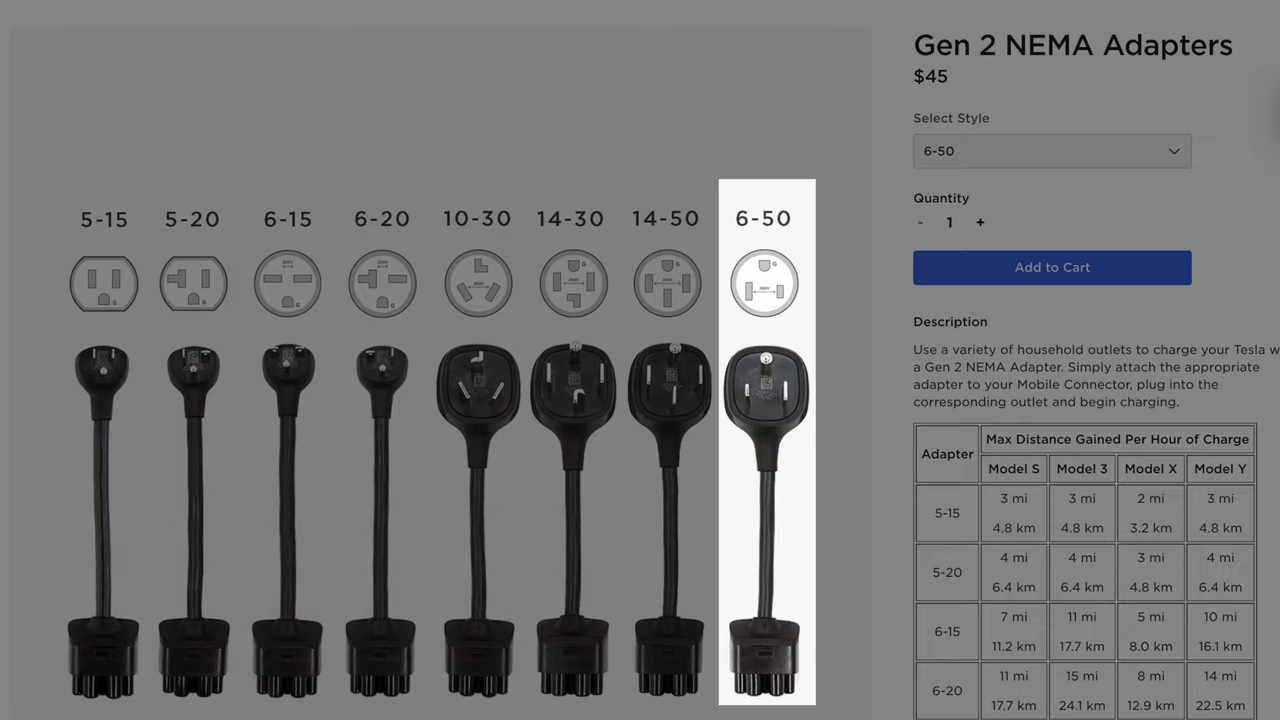 Gen 2 NEMA Adapters
$45
Select Style
6-50
Quantity
- 1 +
Add to Cart
Description
Use a variety of household outlets to charge your Tesla w
a Gen 2 NEMA Adapter. Simply attach the appropriate
adapter to your Mobile Connector, plug into the
corresponding outlet and begin charging.
5-15 5-20 6-15 6-20 10-30 14-30 14-50 6-50
G G 250V G 250V G 250V G 250V G 250V G 250V
Adapter Max Distance Gained Per Hour of Charge
Model S Model 3 Model X Model Y
5-15 3 mi 3 mi 2 mi 3 mi
4.8 km 4.8 km 3.2 km 4.8 km
5-20 4 mi 4 mi 3 mi 4 mi
6.4 km 6.4 km 4.8 km 6.4 km
6-15 7 mi 11 mi 5 mi 10 mi
11.2 km 17.7 km 8.0 km 16.1 km
6-20 11 mi 15 mi 8 mi 14 mi
17.7 km 24.1 km 12.9 km 22.5 km